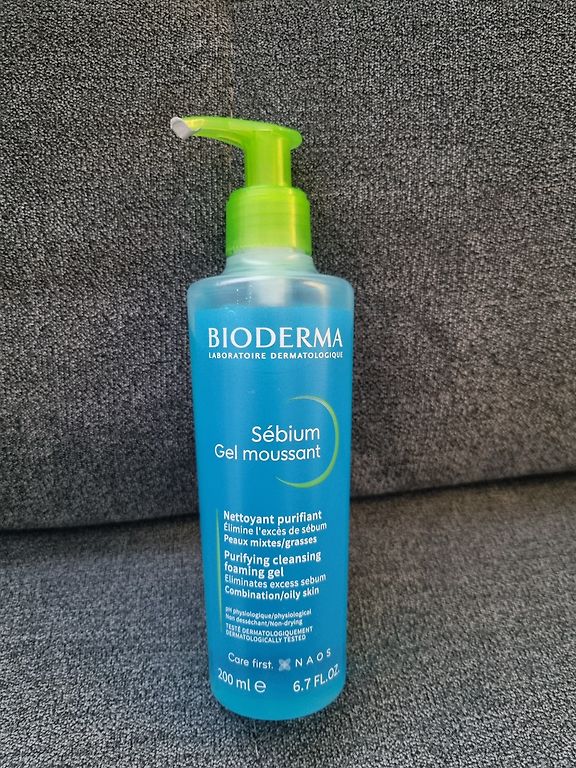 BIODERMA
LABORATOIRE DERMATOLOGIQUE
Sébium
Gel moussant
Nettoyant purifiant
Élimine l'excès de sébum
Peaux mixtes/grasses
Purifying cleansing
foaming gel
Eliminates excess sebum
Combination/oily skin
pH physiologique/physiological
Non desséchant/Non-drying
TESTÉ DERMATOLOGIQUEMENT
DERMATOLOGICALLY TESTED
Care first. NAOS
200 ml ℮ 6.7 FL.OZ.